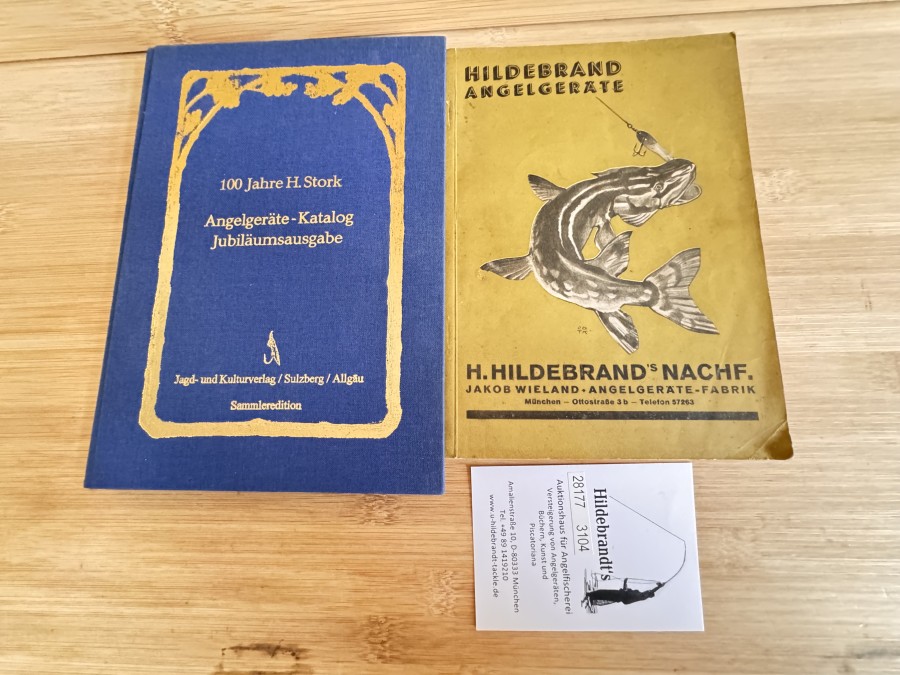 100 Jahre H. Stork
Angelgeräte - Katalog
Jubiläumsausgabe
Jagd- und Kulturverlag / Sulzberg / Allgäu
Sammleredition
HILDEBRAND
ANGELGERÄTE
H. HILDEBRAND'S NACHF.
JAKOB WIELAND • ANGELGERÄTE - FABRIK
München — Ottostraße 3 b — Telefon 57263
Hildebrandt's
28177 3104
Auktionshaus für Angelfischerei
Versteigerung von Angelgeräten,
Büchern, Kunst und
Piscatoriana
Amalienstraße 10, D-80333 München
Tel. +49 89 1419210
www.u-hildebrandt-tackle.de